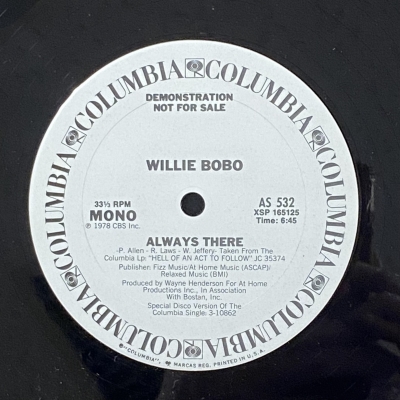 COLUMBIA COLUMBIA COLUMBIA COLUMBIA COLUMBIA COLUMBIA
DEMONSTRATION
NOT FOR SALE
WILLIE BOBO
33⅓ RPM
MONO
℗ 1978 CBS Inc.
AS 532
XSP 165125
Time: 6:45
ALWAYS THERE
-P. Allen - R. Laws - W. Jeffery- Taken From The
Columbia Lp: "HELL OF AN ACT TO FOLLOW" JC 35374
Publisher: Fizz Music/At Home Music (ASCAP)/
Relaxed Music (BMI)
Produced by Wayne Henderson For At Home
Productions Inc., In Association
With Bostan, Inc.
Special Disco Version Of The
Columbia Single: 3-10862
"COLUMBIA", MARCAS REG. PRINTED IN U.S.A.